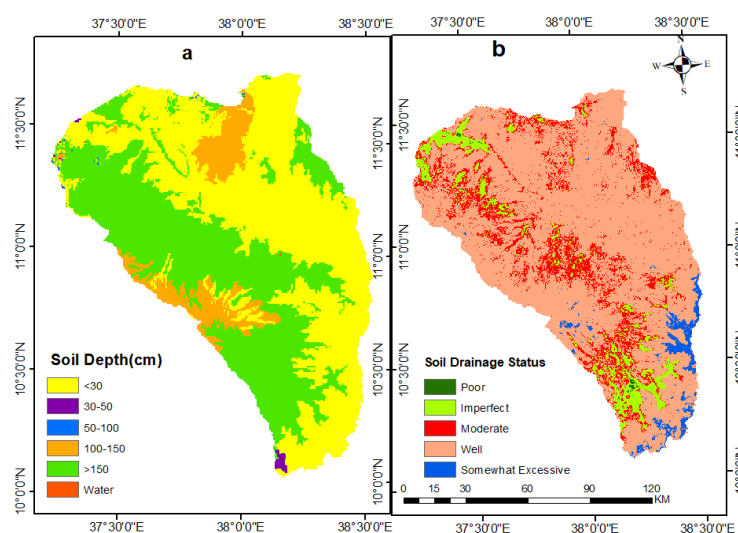 37°30'0"E 38°0'0"E 38°30'0"E
37°30'0"E 38°0'0"E 38°30'0"E
a
b
N
W E
S
11°30'0"N
11°0'0"N
10°30'0"N
10°0'0"N
11°30'0"N
11°0'0"N
10°30'0"N
10°0'0"N
Soil Depth(cm)
<30
30-50
50-100
100-150
>150
Water
Soil Drainage Status
Poor
Imperfect
Moderate
Well
Somewhat Excessive
0 15 30 60 90 120
KM
37°30'0"E 38°0'0"E 38°30'0"E
37°30'0"E 38°0'0"E 38°30'0"E